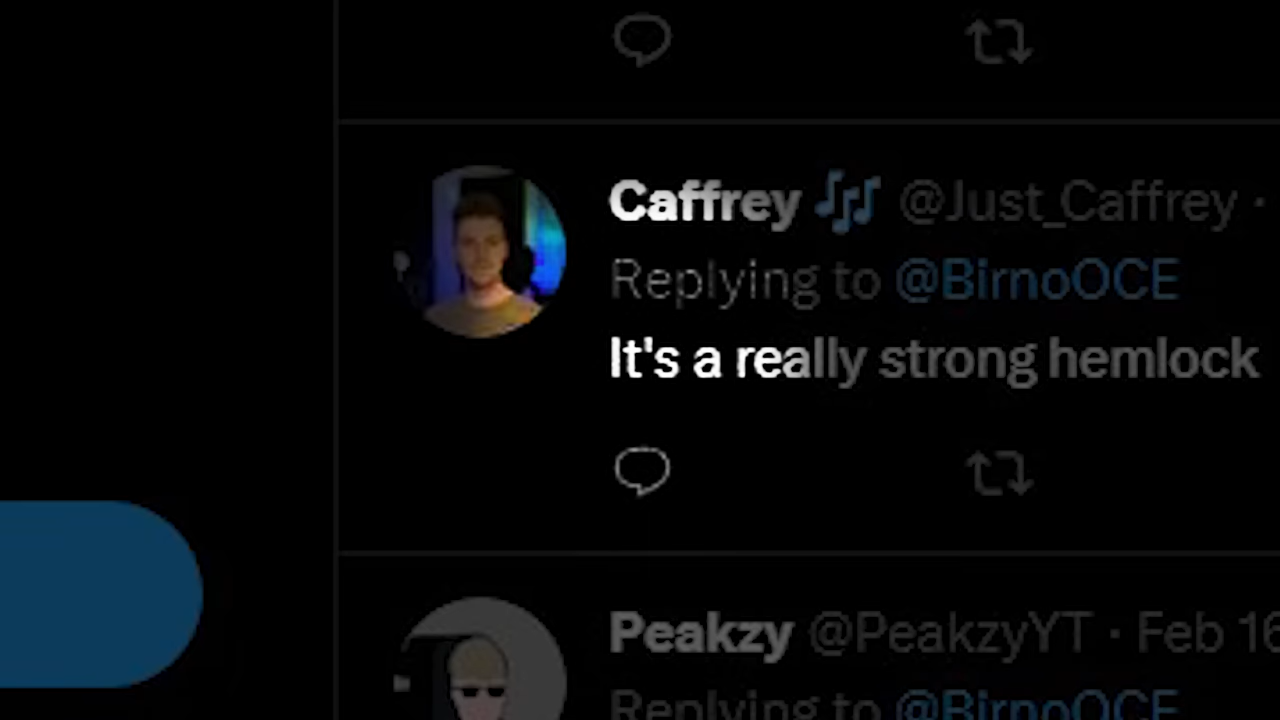 Caffrey 🎶 @Just_Caffrey ·
Replying to @BirnoOCE
It's a really strong hemlock
Peakzy @PeakzyYT · Feb 16
Replying to @BirnoOCE